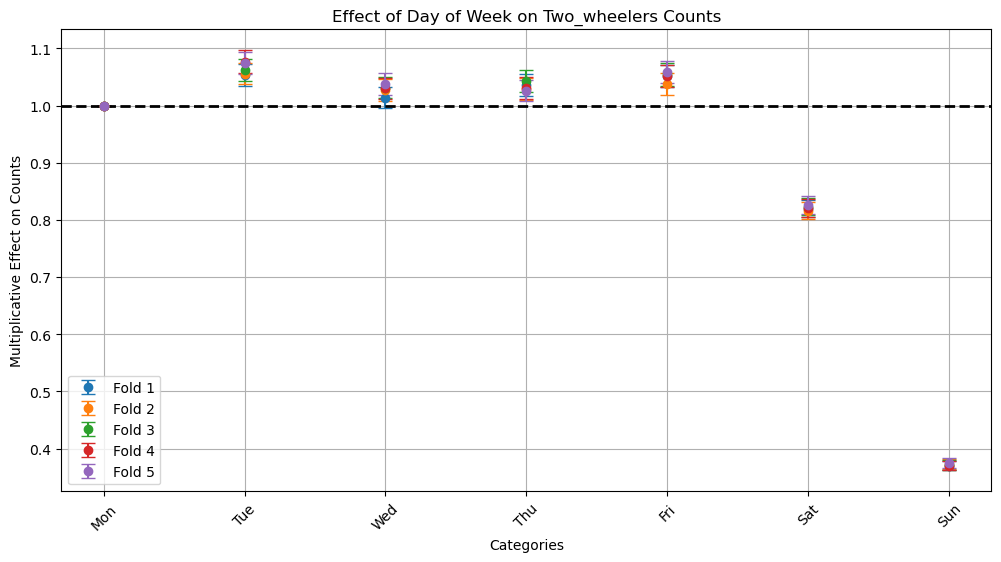 Effect of Day of Week on Two_wheelers Counts
Multiplicative Effect on Counts
1.1
1.0
0.9
0.8
0.7
0.6
0.5
0.4
Fold 1
Fold 2
Fold 3
Fold 4
Fold 5
Mon
Tue
Wed
Thu
Fri
Sat
Sun
Categories